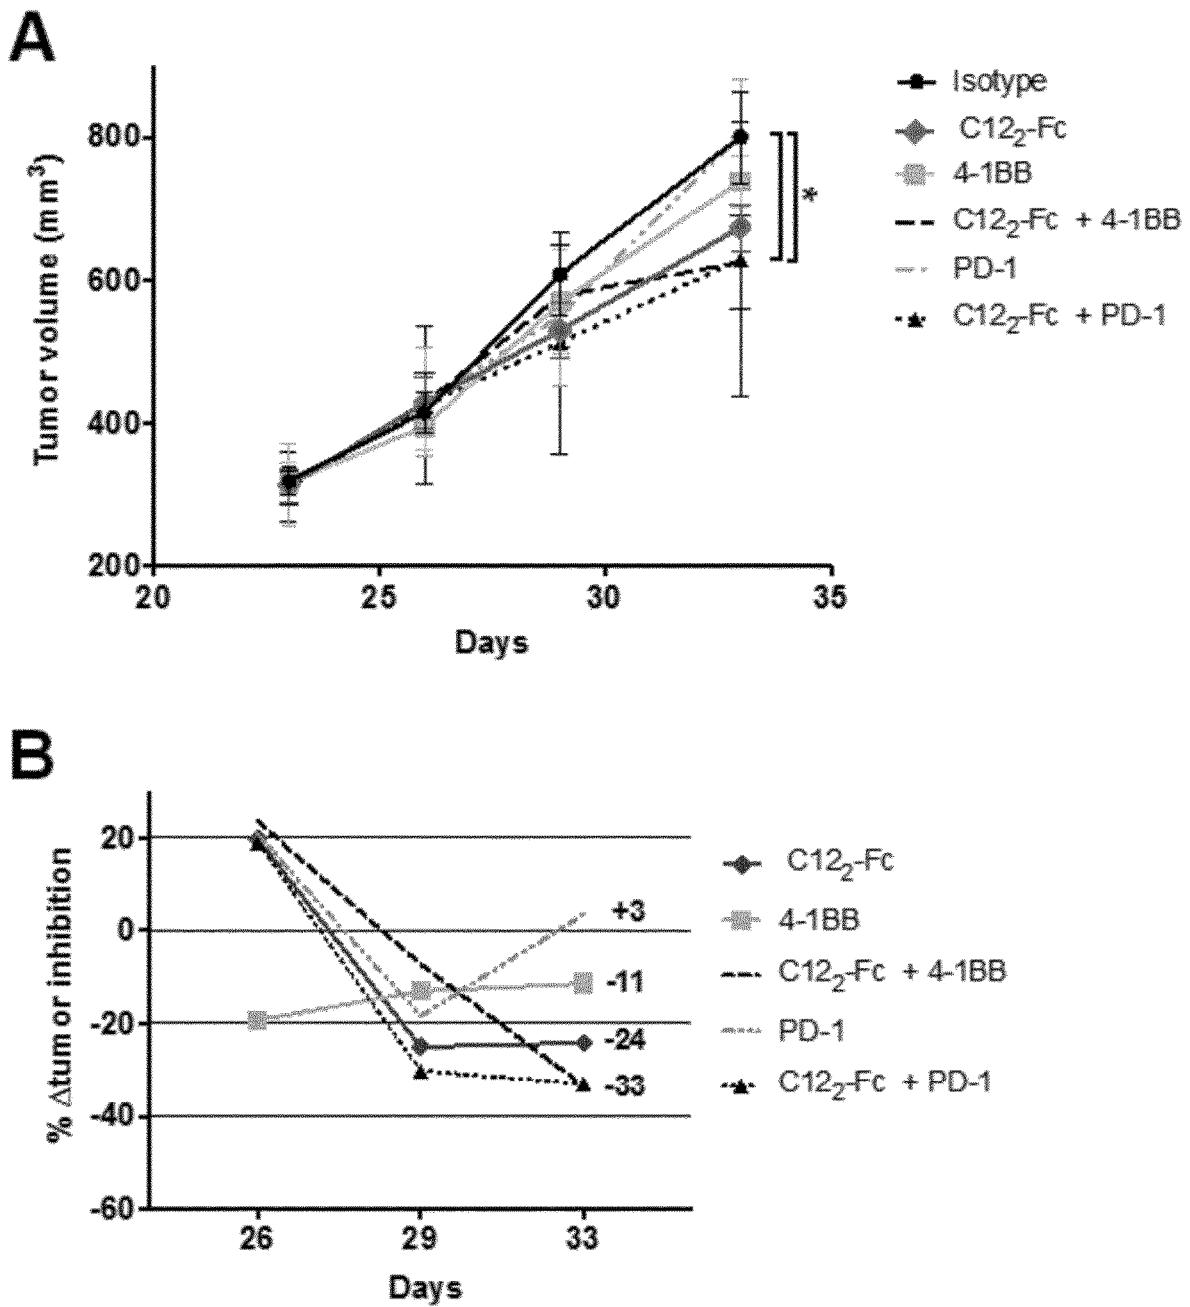 A
Tumor volume (mm³)
800
600
400
200
20
25
30
35
Days
*
Isotype
C12₂-Fc
4-1BB
C12₂-Fc + 4-1BB
PD-1
C12₂-Fc + PD-1
B
% Δtumor inhibition
20
0
-20
-40
-60
26
29
33
Days
+3
-11
-24
-33
C12₂-Fc
4-1BB
C12₂-Fc + 4-1BB
PD-1
C12₂-Fc + PD-1